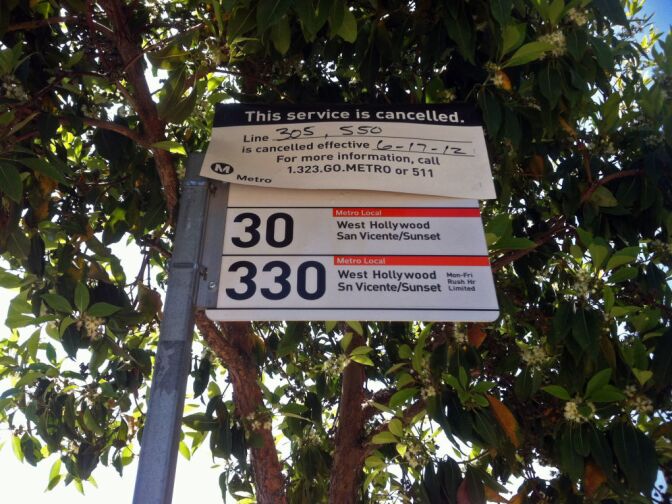 This service is cancelled.
Line 305, 550
is cancelled effective 6-17-12
For more information, call
1.323.GO.METRO or 511
M Metro
30
Metro Local
West Hollywood
San Vicente/Sunset
330
Metro Local
West Hollywood
Sn Vicente/Sunset
Mon-Fri
Rush Hr
Limited